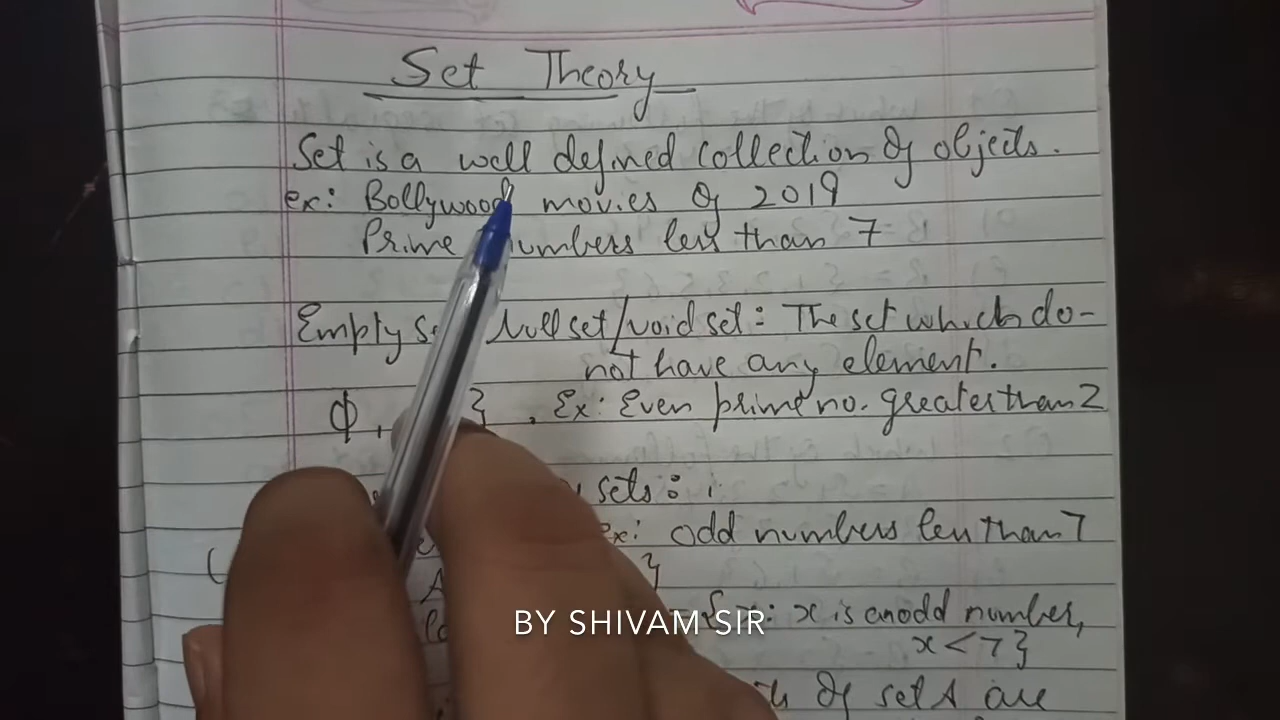 Set Theory
Set is a well defined collection of objects.
ex: Bollywood movies of 2019
Prime numbers less than 7
Empty Null set/void set: The set which do-
not have any element.
ϕ, } , Ex: Even prime no. greater than 2
sets:
ex: odd numbers less than 7
}
{x: x is an odd number,
x < 7}
of set A are
BY SHIVAM SIR